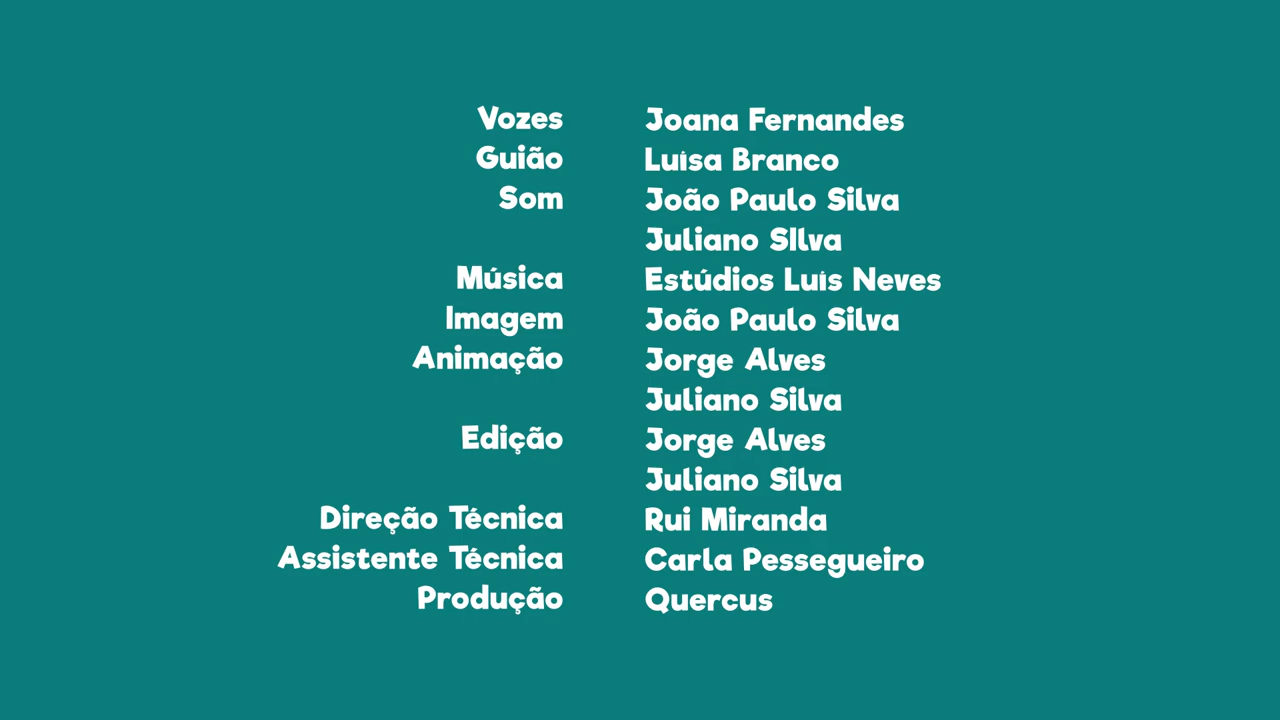 Vozes Joana Fernandes
Guião Luísa Branco
Som João Paulo Silva
Juliano SIlva
Música Estúdios Luís Neves
Imagem João Paulo Silva
Animação Jorge Alves
Juliano Silva
Edição Jorge Alves
Juliano Silva
Direção Técnica Rui Miranda
Assistente Técnica Carla Pessegueiro
Produção Quercus